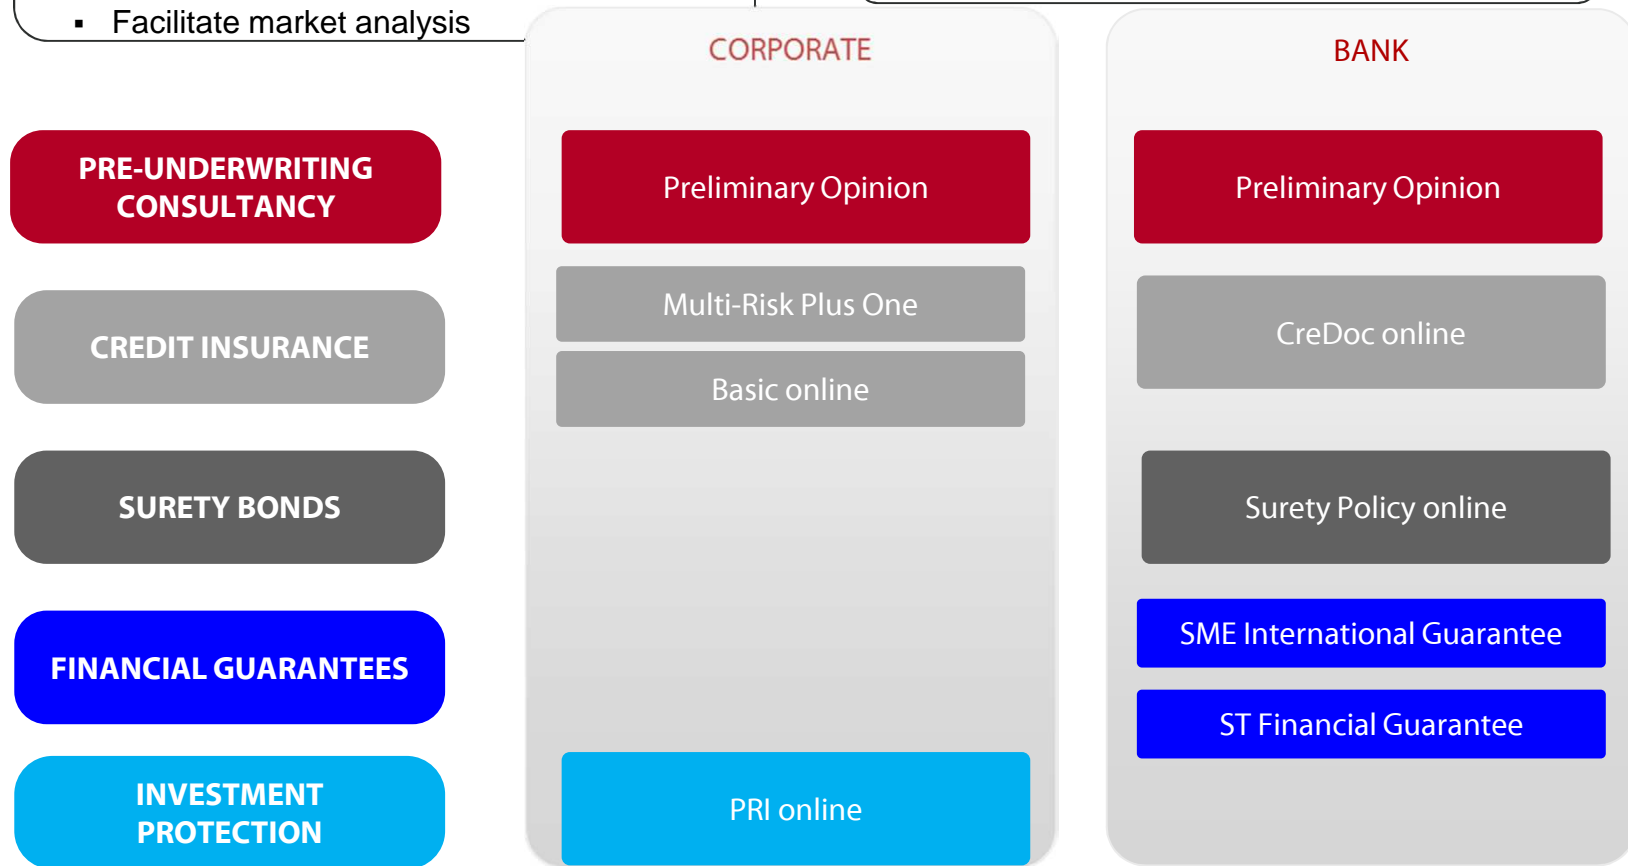 ▪ Facilitate market analysis
CORPORATE
BANK
PRE-UNDERWRITING
CONSULTANCY
Preliminary Opinion
Preliminary Opinion
CREDIT INSURANCE
Multi-Risk Plus One
Basic online
CreDoc online
SURETY BONDS
Surety Policy online
FINANCIAL GUARANTEES
SME International Guarantee
ST Financial Guarantee
INVESTMENT
PROTECTION
PRI online